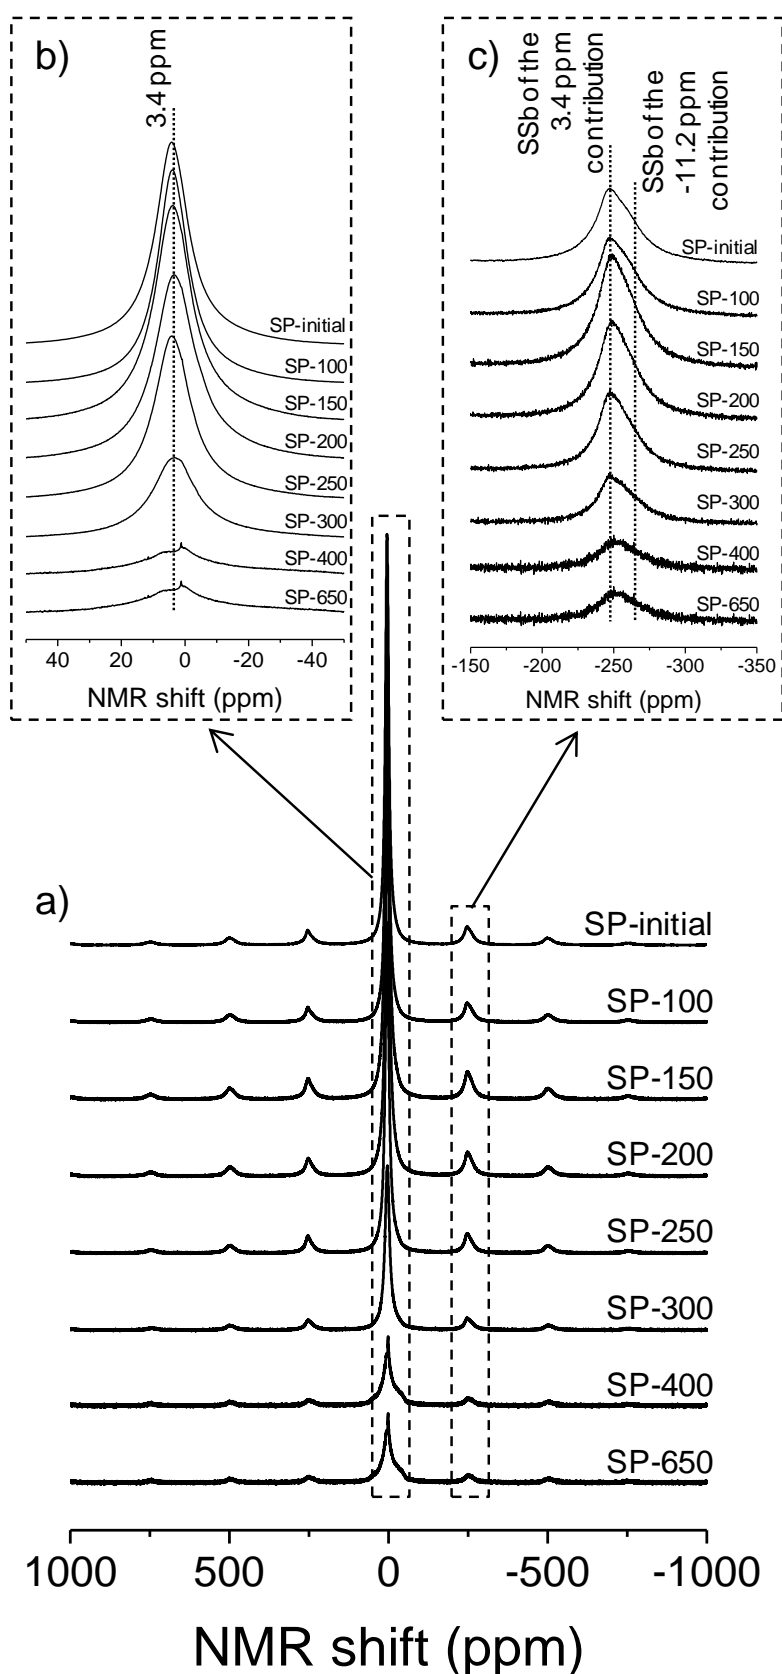 b)
3.4 ppm
SP-initial
SP-100
SP-150
SP-200
SP-250
SP-300
SP-400
SP-650
40 20 0 -20 -40
NMR shift (ppm)
c)
SSb of the
3.4 ppm
contribution
SSb of the
-11.2 ppm
contribution
SP-initial
SP-100
SP-150
SP-200
SP-250
SP-300
SP-400
SP-650
-150 -200 -250 -300 -350
NMR shift (ppm)
a)
SP-initial
SP-100
SP-150
SP-200
SP-250
SP-300
SP-400
SP-650
1000 500 0 -500 -1000
NMR shift (ppm)